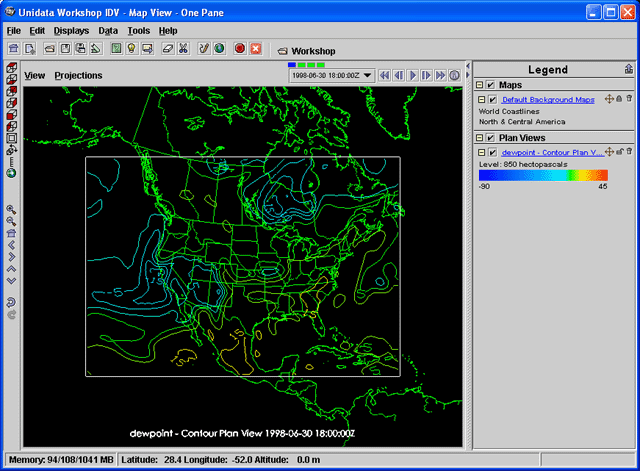 Unidata Workshop IDV - Map View - One Pane
File Edit Displays Data Tools Help
Workshop
View Projections
1998-06-30 18:00:00Z
Legend
Maps
Default Background Maps
World Coastlines
North & Central America
Plan Views
dewpoint - Contour Plan V...
Level: 850 hectopascals
-90 45
dewpoint - Contour Plan View 1998-06-30 18:00:00Z
Memory: 94/108/1041 MB Latitude: 28.4 Longitude: -52.0 Altitude: 0.0 m